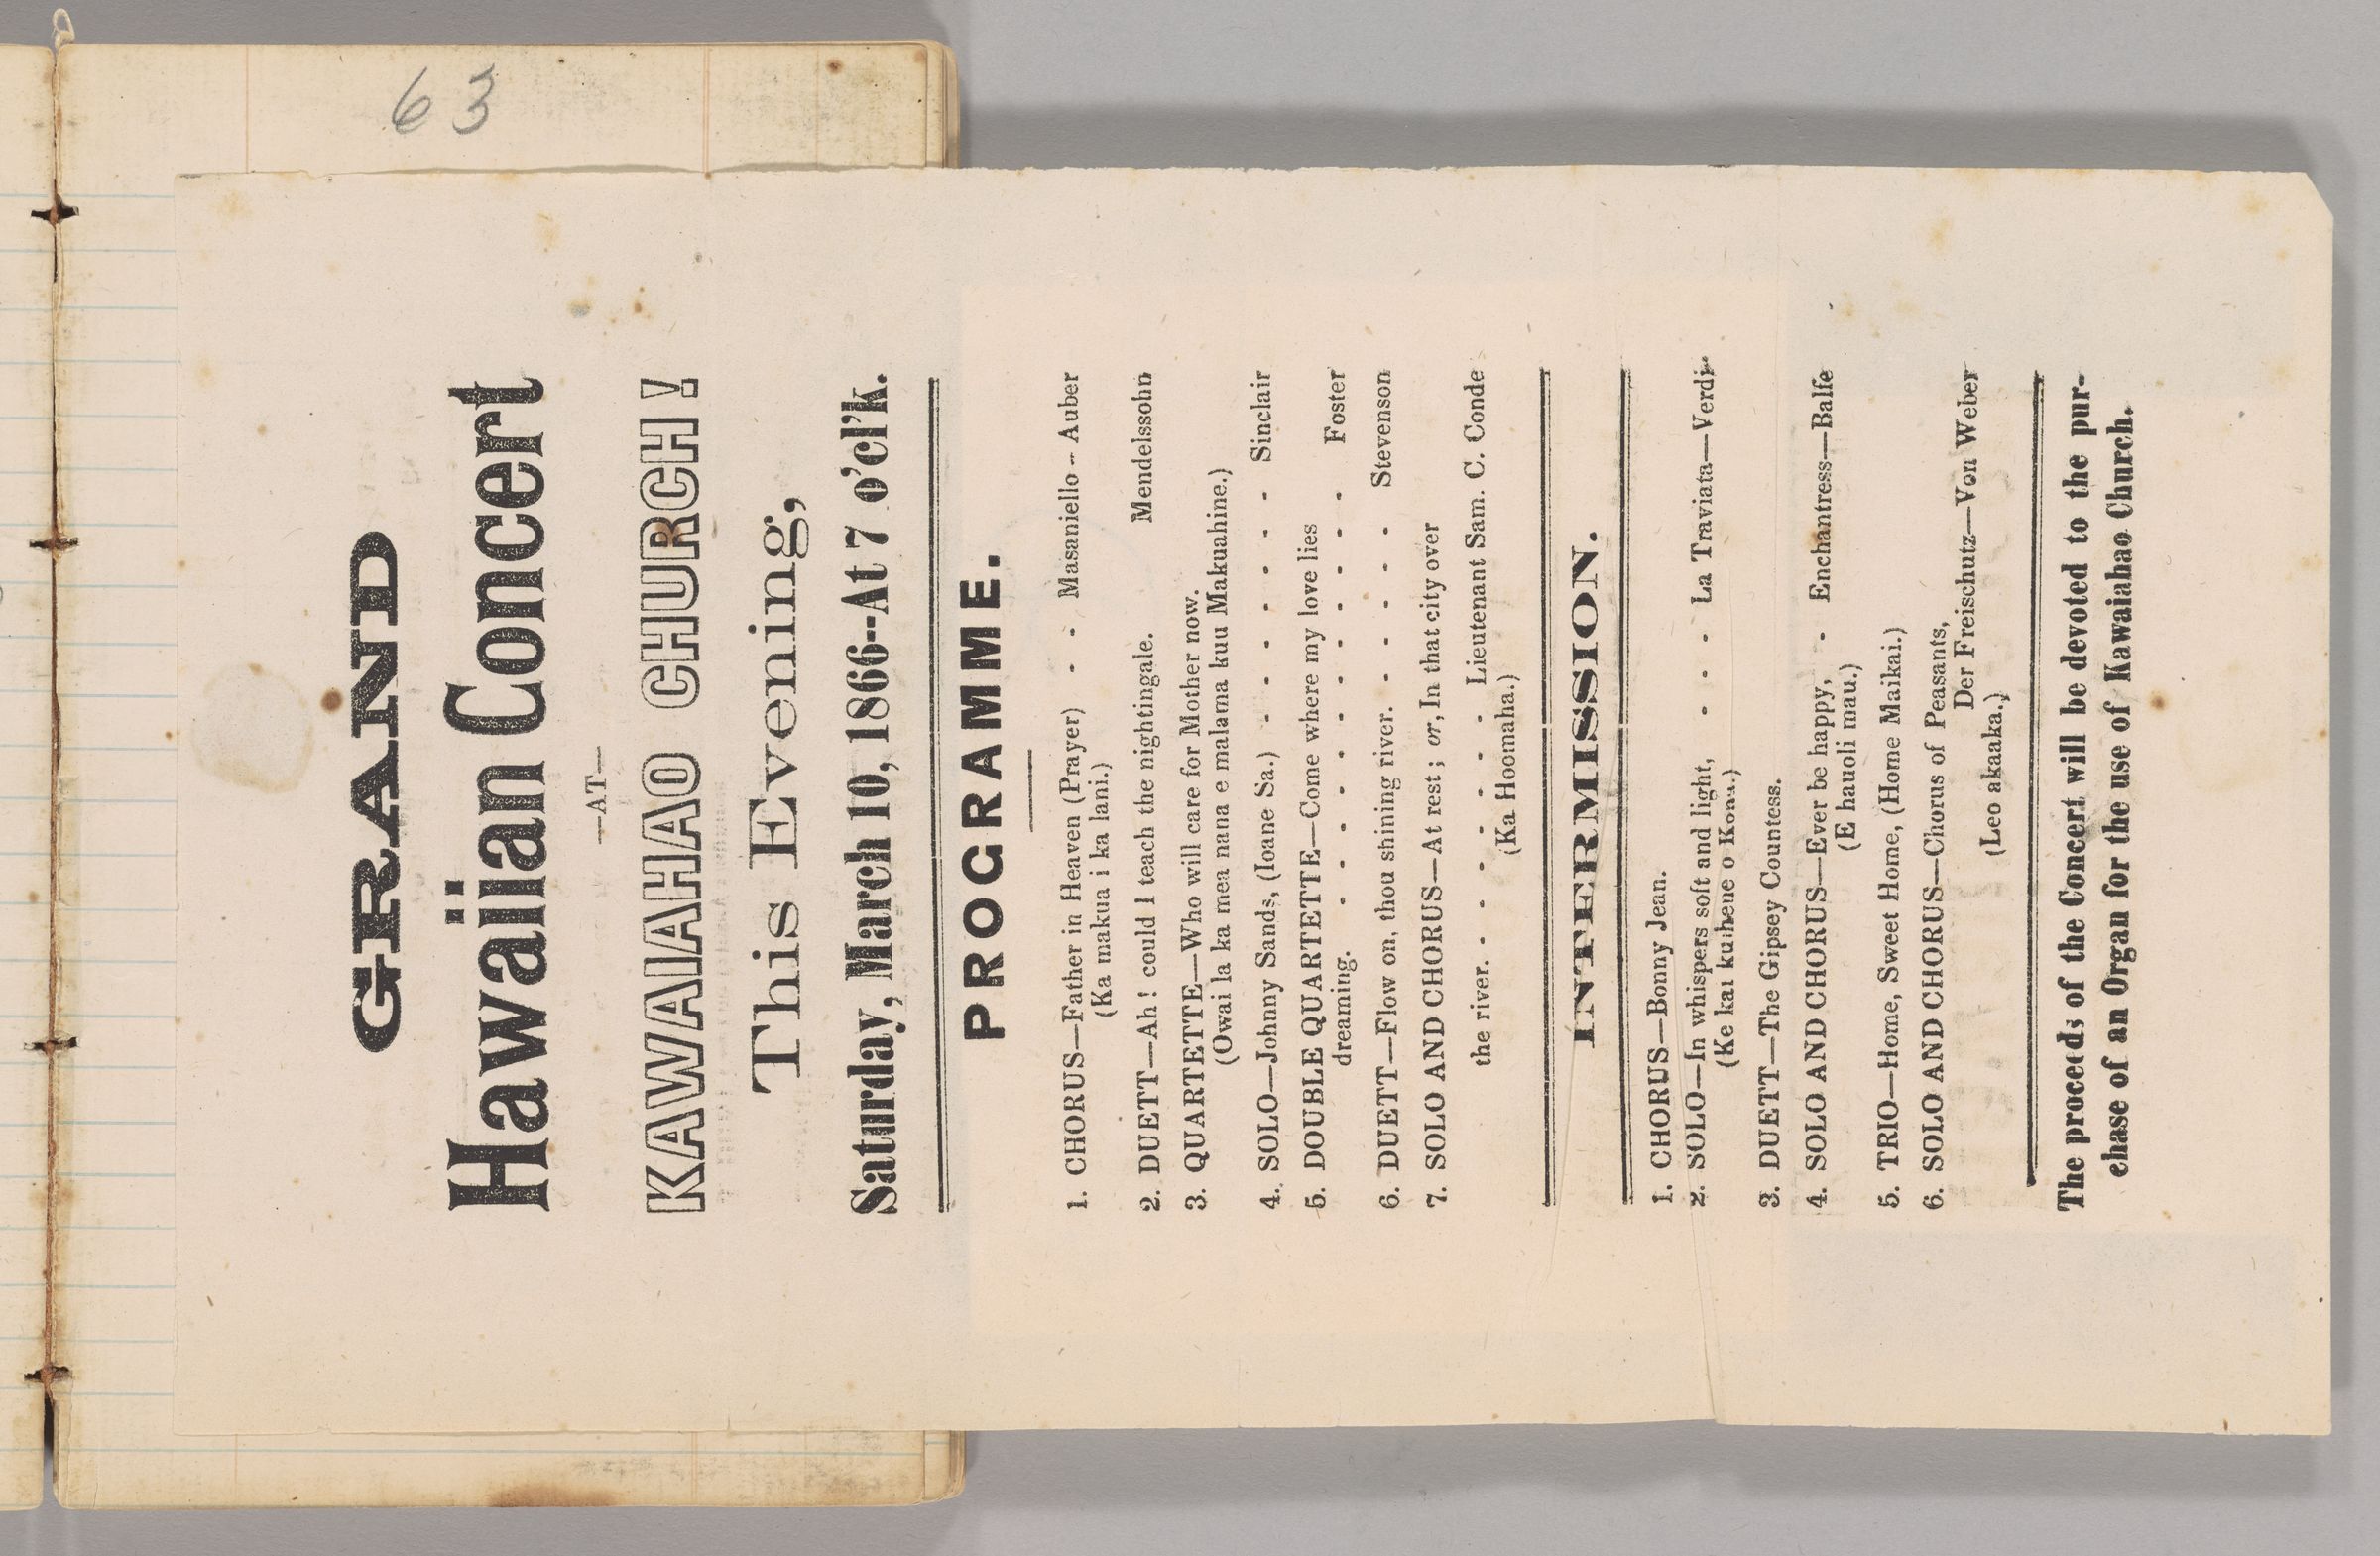 63
GRAND
Hawaiian Concert
—AT—
KAWAIAHAO CHURCH!
This Evening,
Saturday, March 10, 1866--At 7 o'cl'k.
PROGRAMME.
1. CHORUS—Father in Heaven (Prayer) - - Masaniello - Auber
(Ka makua i ka lani.)
2. DUETT—Ah! could I teach the nightingale. Mendelssohn
3. QUARTETTE—Who will care for Mother now.
(Owai la ka mea nana e malama kuu Makuahine.)
4. SOLO—Johnny Sands, (Ioane Sa.) - - - - - - - Sinclair
5. DOUBLE QUARTETTE—Come where my love lies
dreaming. - - - - - - - - - - - - Foster
6. DUETT—Flow on, thou shining river. - - - - - Stevenson
7. SOLO AND CHORUS—At rest; or, In that city over
the river. - - - - - - - Lieutenant Sam. C. Conde
(Ka Hoomaha.)
INTERMISSION.
1. CHORUS—Bonny Jean.
2. SOLO—In whispers soft and light, - - - La Traviata—Verdi
(Ke kai kuihene o Kona.)
3. DUETT—The Gipsey Countess.
4. SOLO AND CHORUS—Ever be happy, - Enchantress—Balfe
(E hauoli mau.)
5. TRIO—Home, Sweet Home, (Home Maikai.)
6. SOLO AND CHORUS—Chorus of Peasants,
Der Freischutz—Von Weber
(Leo akaaka.)
The proceeds of the Concert will be devoted to the pur-
chase of an Organ for the use of Kawaiahao Church.